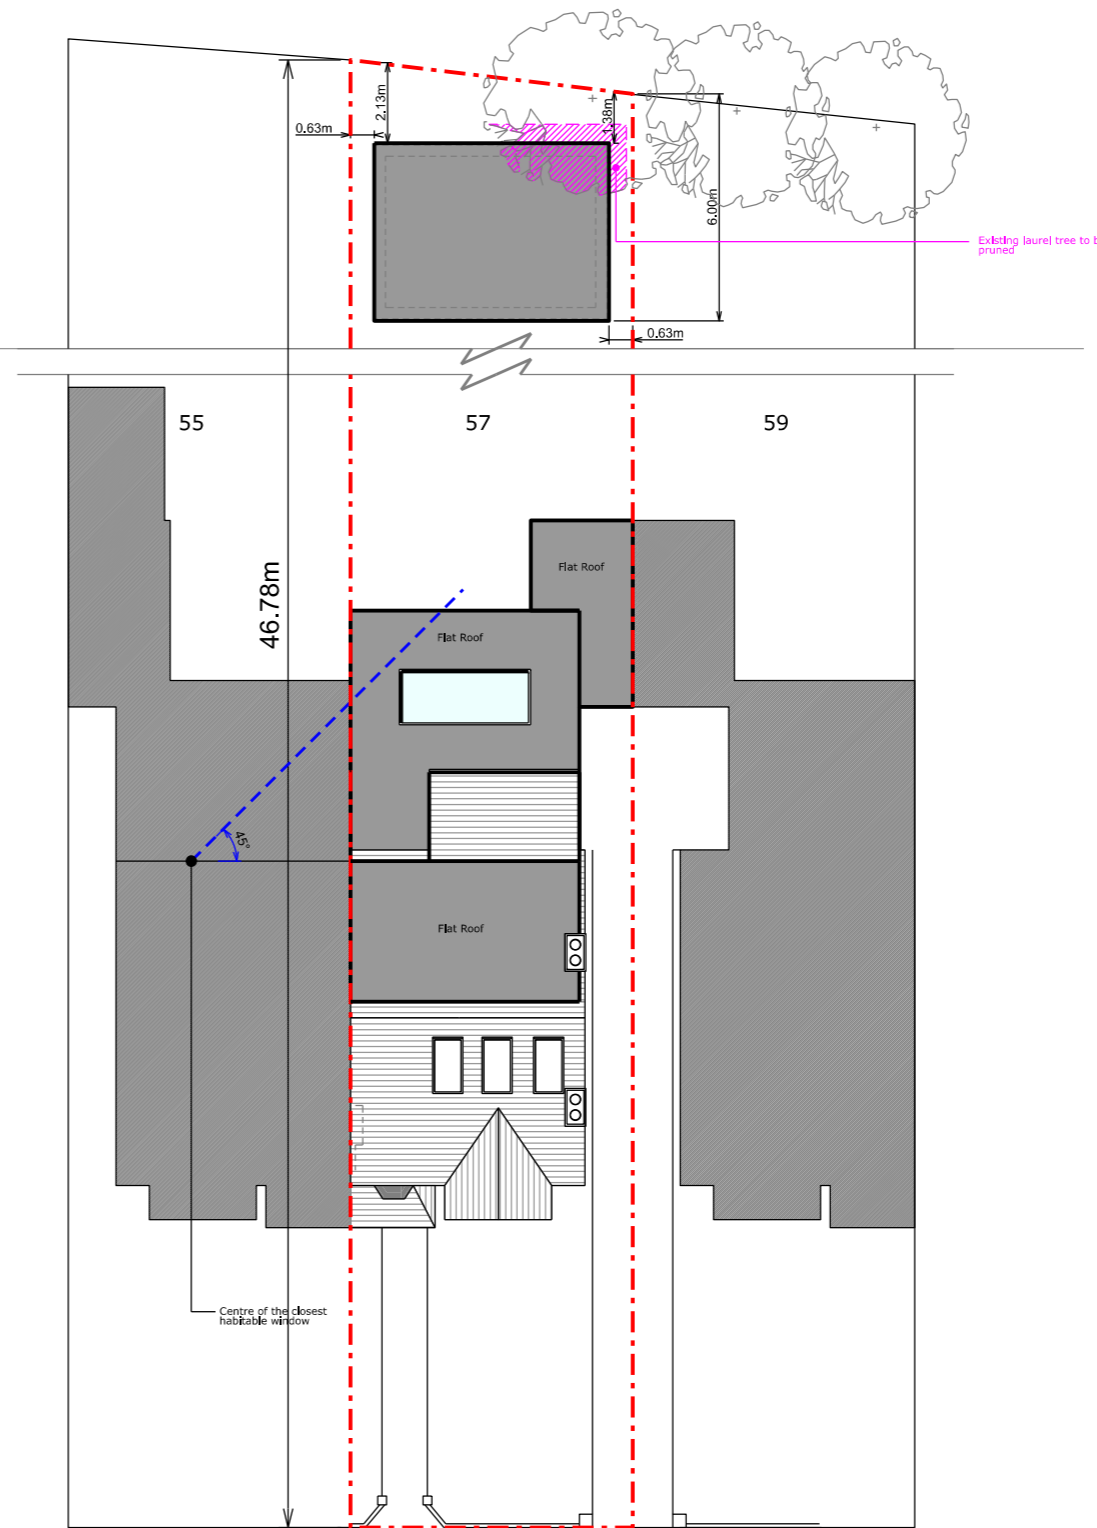 2.13m
0.63m
1.38m
6.00m
Existing laurel tree to b
pruned
0.63m
55
57
59
Flat Roof
46.78m
Flat Roof
45°
Flat Roof
Centre of the closest
habitable window